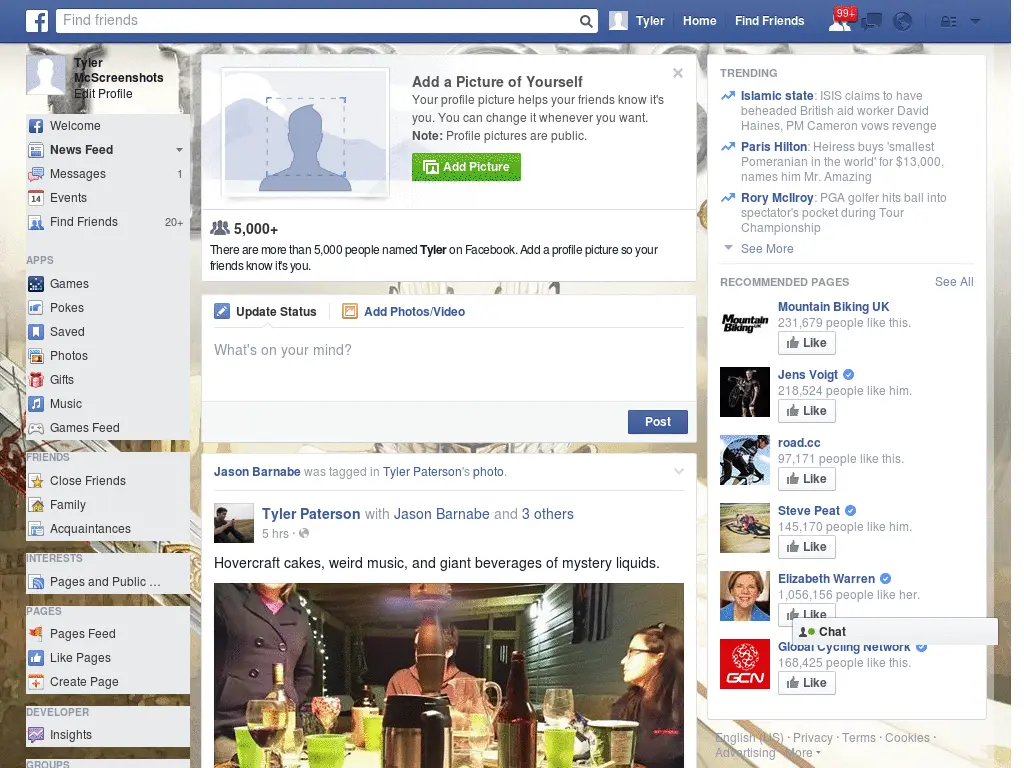 Find friends
Tyler
Home
Find Friends
99+
Tyler
McScreenshots
Edit Profile
Welcome
News Feed
Messages 1
14 Events
Find Friends 20+
APPS
Games
Pokes
Saved
Photos
Gifts
Music
Games Feed
FRIENDS
Close Friends
Family
Acquaintances
INTERESTS
Pages and Public ...
PAGES
Pages Feed
Like Pages
Create Page
DEVELOPER
Insights
GROUPS
Add a Picture of Yourself
Your profile picture helps your friends know it's
you. You can change it whenever you want.
Note: Profile pictures are public.
Add Picture
5,000+
There are more than 5,000 people named Tyler on Facebook. Add a profile picture so your
friends know it's you.
Update Status
Add Photos/Video
What's on your mind?
Post
Jason Barnabe was tagged in Tyler Paterson's photo.
Tyler Paterson with Jason Barnabe and 3 others
5 hrs ·
Hovercraft cakes, weird music, and giant beverages of mystery liquids.
TRENDING
Islamic state: ISIS claims to have
beheaded British aid worker David
Haines, PM Cameron vows revenge
Paris Hilton: Heiress buys 'smallest
Pomeranian in the world' for $13,000,
names him Mr. Amazing
Rory McIlroy: PGA golfer hits ball into
spectator's pocket during Tour
Championship
See More
RECOMMENDED PAGES See All
Mountain
Biking UK
Mountain Biking UK
231,679 people like this.
Like
Jens Voigt
218,524 people like him.
Like
road.cc
97,171 people like this.
Like
Steve Peat
145,170 people like him.
Like
Elizabeth Warren
1,056,156 people like her.
Like
Chat
GCN
Global Cycling Network
168,425 people like this.
Like
English (US) · Privacy · Terms · Cookies ·
Advertising · More